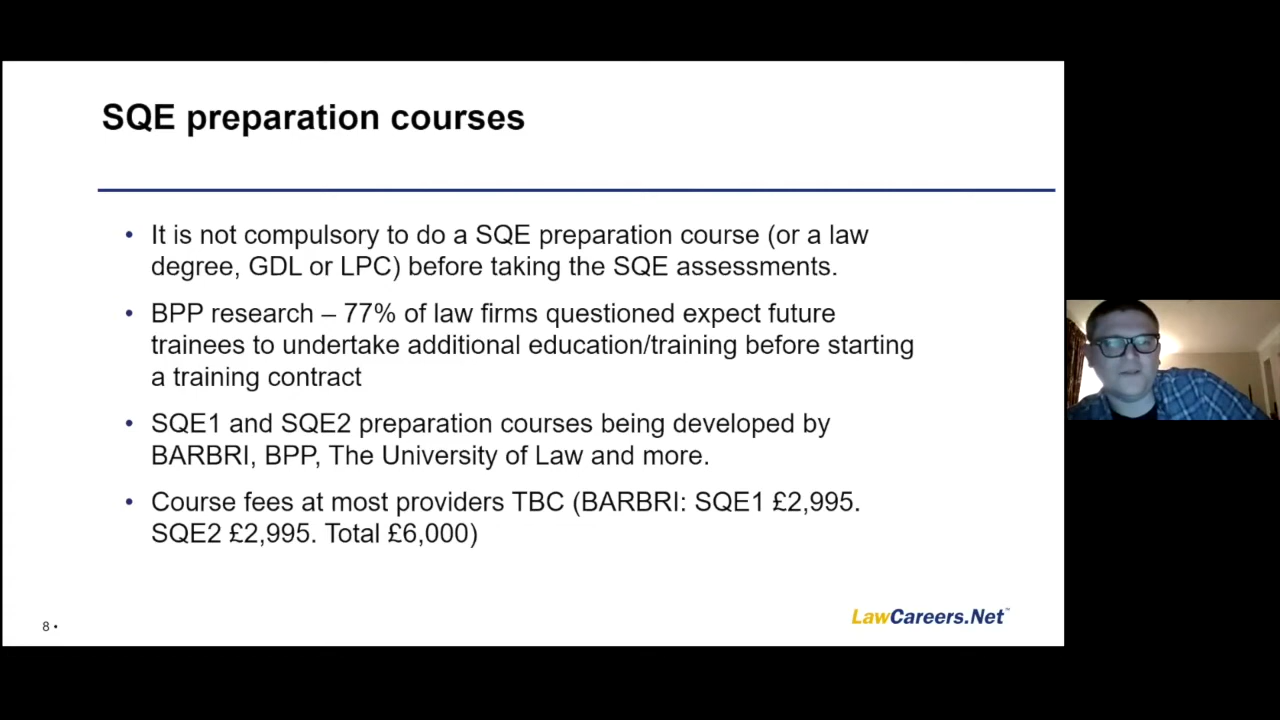 SQE preparation courses
• It is not compulsory to do a SQE preparation course (or a law
degree, GDL or LPC) before taking the SQE assessments.
• BPP research – 77% of law firms questioned expect future
trainees to undertake additional education/training before starting
a training contract
• SQE1 and SQE2 preparation courses being developed by
BARBRI, BPP, The University of Law and more.
• Course fees at most providers TBC (BARBRI: SQE1 £2,995.
SQE2 £2,995. Total £6,000)
8 •
LawCareers.Net™